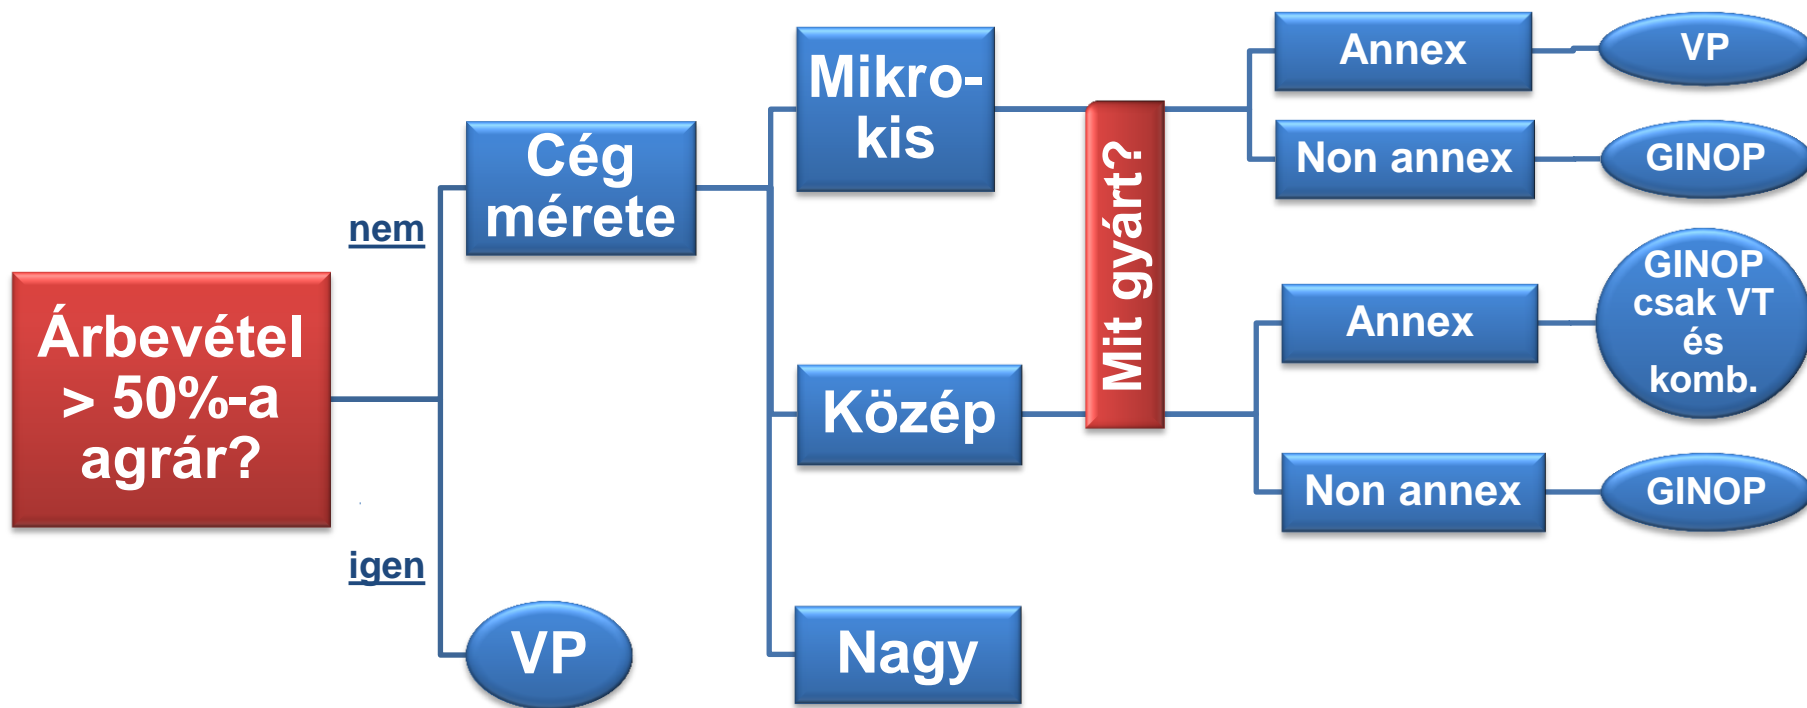 Árbevétel
> 50%-a
agrár?
nem
igen
Cég
mérete
VP
Mikro-
kis
Közép
Nagy
Mit gyárt?
Annex
VP
Non annex
GINOP
Annex
GINOP
csak VT
és
komb.
Non annex
GINOP